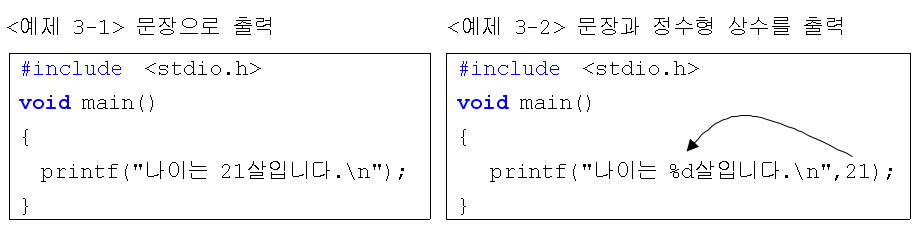 <예제 3-1> 문장으로 출력
#include <stdio.h>
void main()
{
printf("나이는 21살입니다.\n");
}
<예제 3-2> 문장과 정수형 상수를 출력
#include <stdio.h>
void main()
{
printf("나이는 %d살입니다.\n",21);
}